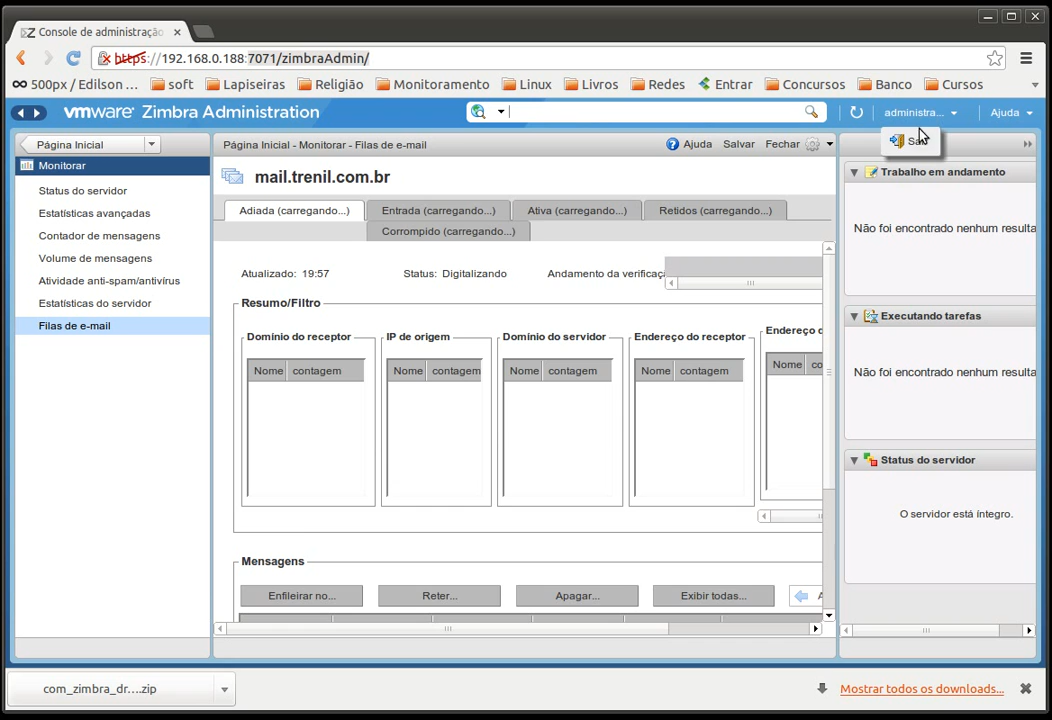 Console de administração
https://192.168.0.188:7071/zimbraAdmin/
500px / Edilson ... soft Lapiseiras Religião Monitoramento Linux Livros Redes Entrar Concursos Banco Cursos
vmware Zimbra Administration administra... Ajuda
Página Inicial
Página Inicial - Monitorar - Filas de e-mail
Ajuda Salvar Fechar
Monitorar
Status do servidor
Estatísticas avançadas
Contador de mensagens
Volume de mensagens
Atividade anti-spam/antivírus
Estatísticas do servidor
Filas de e-mail
mail.trenil.com.br
Adiada (carregando...) Entrada (carregando...) Ativa (carregando...) Retidos (carregando...)
Corrompido (carregando...)
Atualizado: 19:57 Status: Digitalizando Andamento da verificaç
Resumo/Filtro
Domínio do receptor IP de origem Domínio do servidor Endereço do receptor Endereço d
Nome contagem Nome contagem Nome contagem Nome contagem Nome co
Mensagens
Enfileirar no... Reter... Apagar... Exibir todas... A
Trabalho em andamento
Não foi encontrado nenhum resulta
Executando tarefas
Não foi encontrado nenhum resulta
Status do servidor
O servidor está íntegro.
com_zimbra_dr....zip
Mostrar todos os downloads...